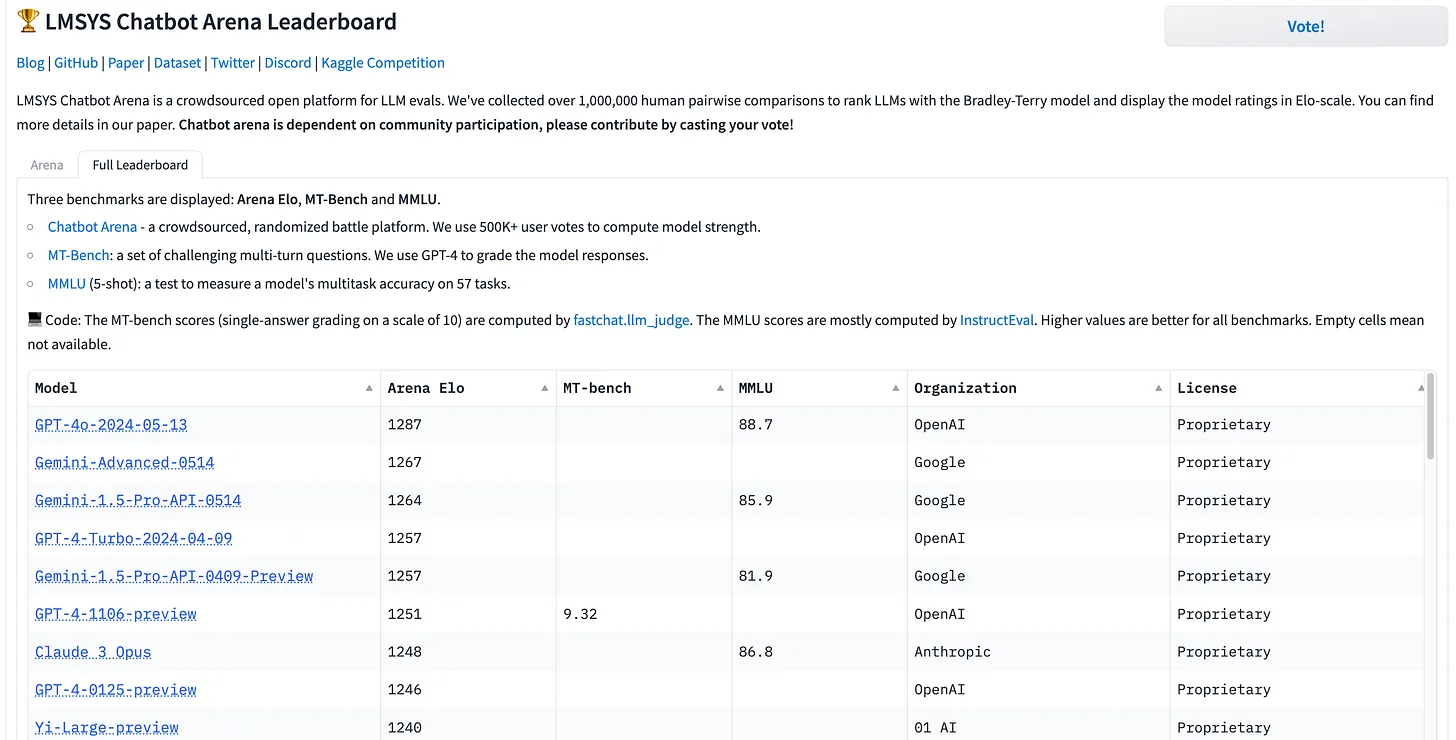 🏆 LMSYS Chatbot Arena Leaderboard
Vote!
Blog | GitHub | Paper | Dataset | Twitter | Discord | Kaggle Competition
LMSYS Chatbot Arena is a crowdsourced open platform for LLM evals. We've collected over 1,000,000 human pairwise comparisons to rank LLMs with the Bradley-Terry model and display the model ratings in Elo-scale. You can find
more details in our paper. Chatbot arena is dependent on community participation, please contribute by casting your vote!
Arena Full Leaderboard
Three benchmarks are displayed: Arena Elo, MT-Bench and MMLU.
Chatbot Arena - a crowdsourced, randomized battle platform. We use 500K+ user votes to compute model strength.
MT-Bench: a set of challenging multi-turn questions. We use GPT-4 to grade the model responses.
MMLU (5-shot): a test to measure a model's multitask accuracy on 57 tasks.
💻 Code: The MT-bench scores (single-answer grading on a scale of 10) are computed by fastchat.llm_judge. The MMLU scores are mostly computed by InstructEval. Higher values are better for all benchmarks. Empty cells mean
not available.
Model Arena Elo MT-bench MMLU Organization License
GPT-4o-2024-05-13 1287 88.7 OpenAI Proprietary
Gemini-Advanced-0514 1267 Google Proprietary
Gemini-1.5-Pro-API-0514 1264 85.9 Google Proprietary
GPT-4-Turbo-2024-04-09 1257 OpenAI Proprietary
Gemini-1.5-Pro-API-0409-Preview 1257 81.9 Google Proprietary
GPT-4-1106-preview 1251 9.32 OpenAI Proprietary
Claude 3 Opus 1248 86.8 Anthropic Proprietary
GPT-4-0125-preview 1246 OpenAI Proprietary
Yi-Large-preview 1240 01 AI Proprietary